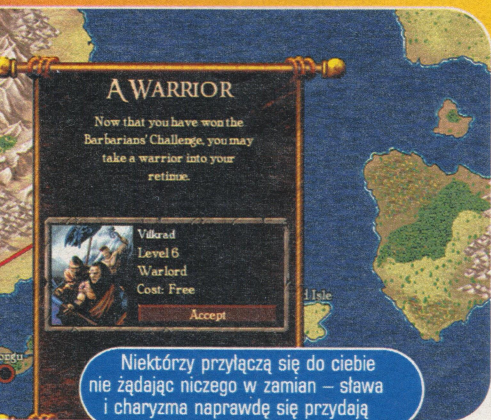 A WARRIOR
Now that you have won the
Barbarians' Challenge, you may
take a warrior into your
retinue.
Vilkrad
Level 6
Warlord
Cost: Free
Accept
d Isle
orgu
Niektórzy przyłączą się do ciebie
nie żądając niczego w zamian – sława
i charyzma naprawdę się przydają